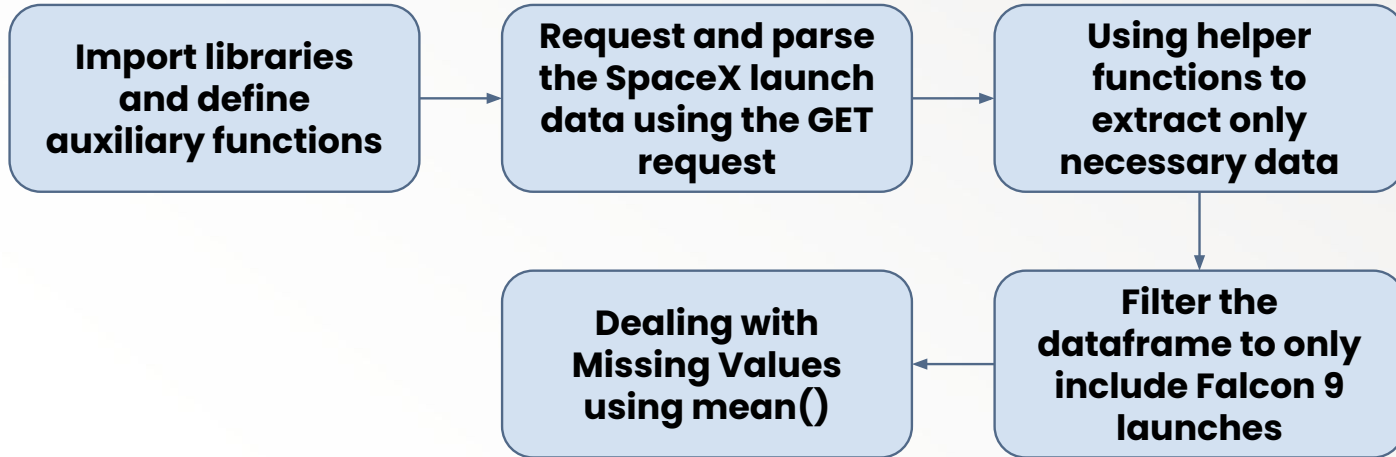 Import libraries
and define
auxiliary functions
Request and parse
the SpaceX launch
data using the GET
request
Using helper
functions to
extract only
necessary data
Filter the
dataframe to only
include Falcon 9
launches
Dealing with
Missing Values
using mean()